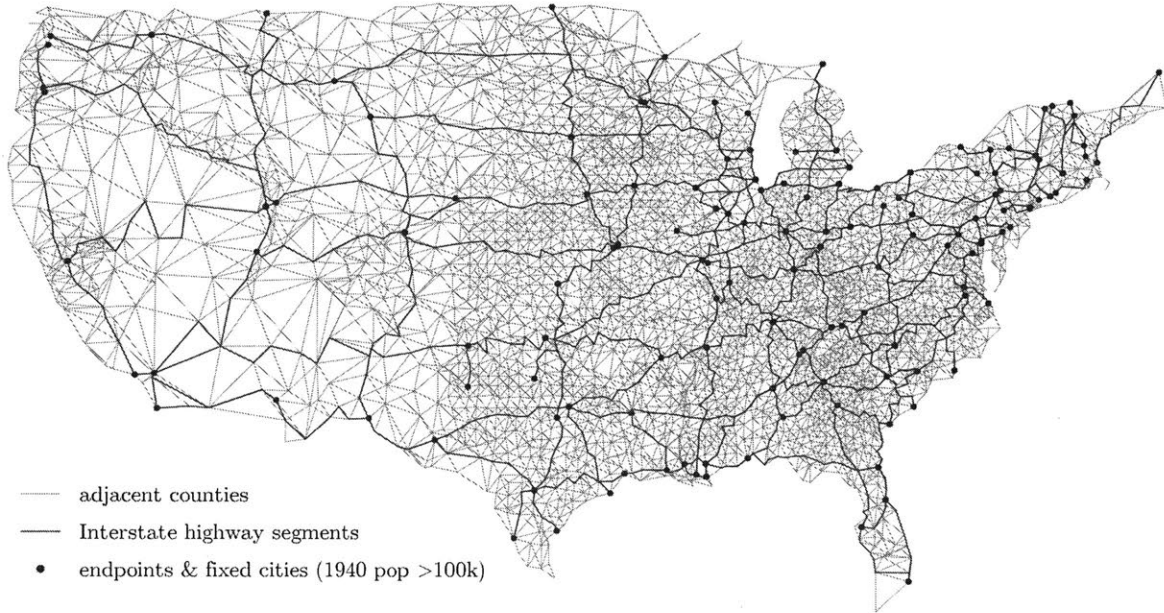 adjacent counties
Interstate highway segments
endpoints & fixed cities (1940 pop >100k)